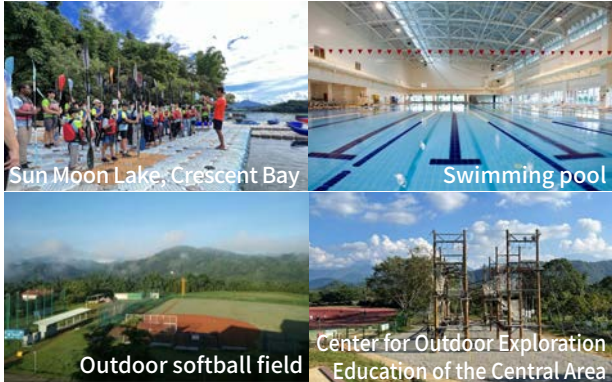 Sun Moon Lake, Crescent Bay
Swimming pool
Outdoor softball field
Center for Outdoor Exploration
Education of the Central Area